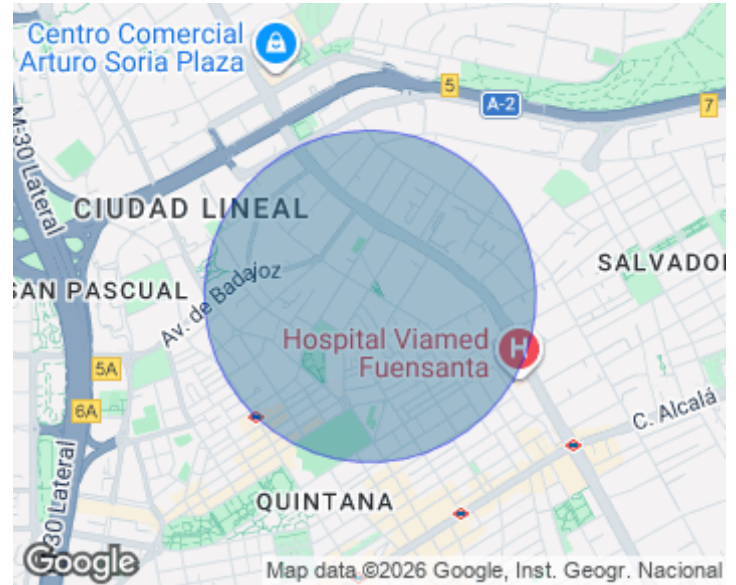 Centro Comercial
Arturo Soria Plaza
5
A-2
7
M-30 Lateral
CIUDAD LINEAL
SALVADOR
SAN PASCUAL
Av. de Badajoz
Hospital Viamed
Fuensanta
H
5A
6A
C. Alcalá
M-30 Lateral
QUINTANA
Google
Map data ©2026 Google, Inst. Geogr. Nacional